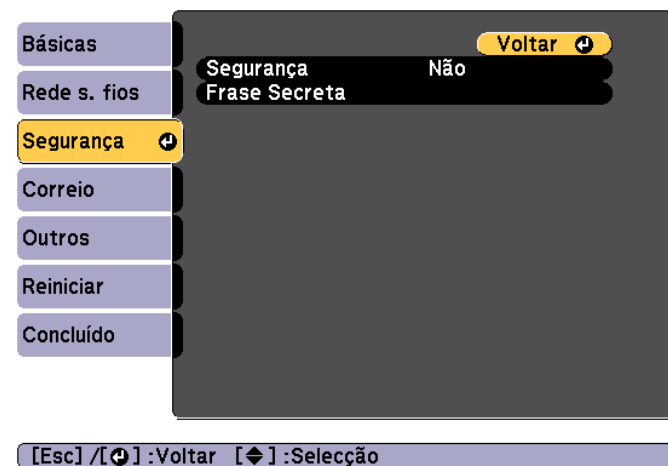 Básicas
Rede s. fios
Segurança
Correio
Outros
Reiniciar
Concluído
Voltar
Segurança Não
Frase Secreta
[Esc] /[ ] :Voltar [ ] :Selecção